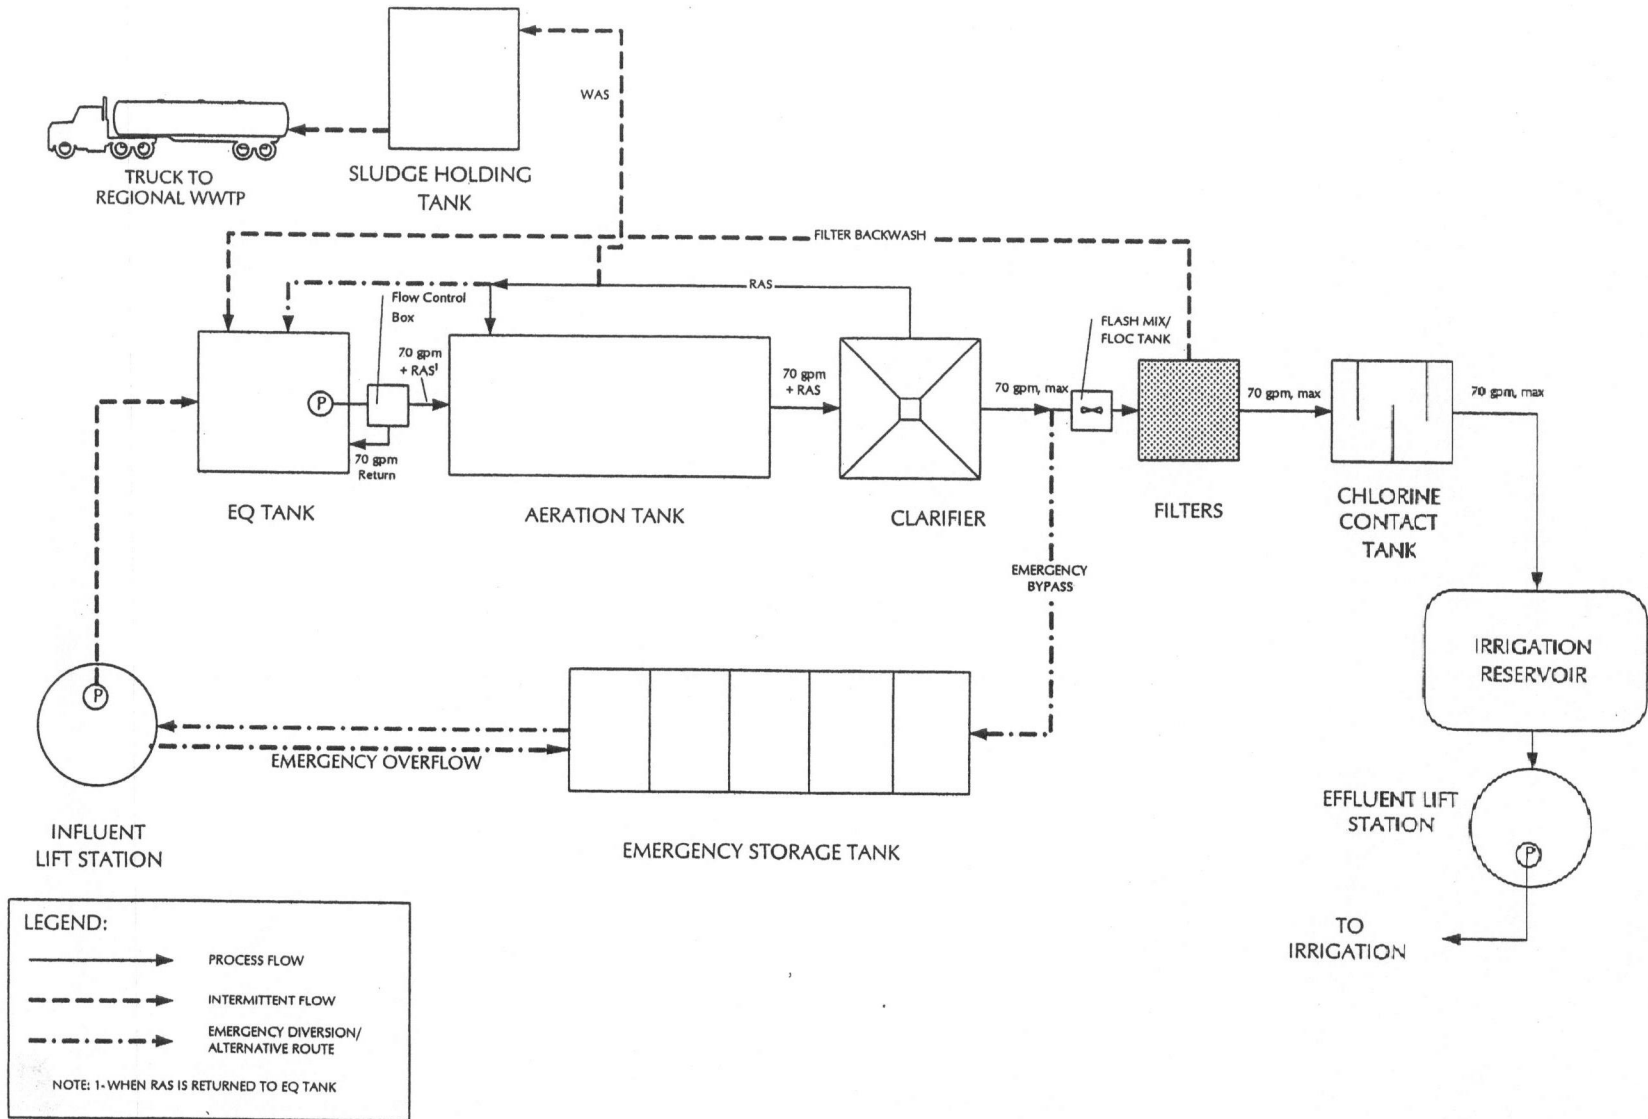 WAS
TRUCK TO
REGIONAL WWTP
SLUDGE HOLDING
TANK
FILTER BACKWASH
RAS
Flow Control
Box
FLASH MIX/
FLOC TANK
70 gpm
+ RAS¹
70 gpm
+ RAS
70 gpm, max
70 gpm, max
70 gpm, max
P
70 gpm
Return
EQ TANK
AERATION TANK
CLARIFIER
FILTERS
CHLORINE
CONTACT
TANK
EMERGENCY
BYPASS
IRRIGATION
RESERVOIR
P
EMERGENCY OVERFLOW
INFLUENT
LIFT STATION
EMERGENCY STORAGE TANK
EFFLUENT LIFT
STATION
P
TO
IRRIGATION
LEGEND:
PROCESS FLOW
INTERMITTENT FLOW
EMERGENCY DIVERSION/
ALTERNATIVE ROUTE
NOTE: 1- WHEN RAS IS RETURNED TO EQ TANK